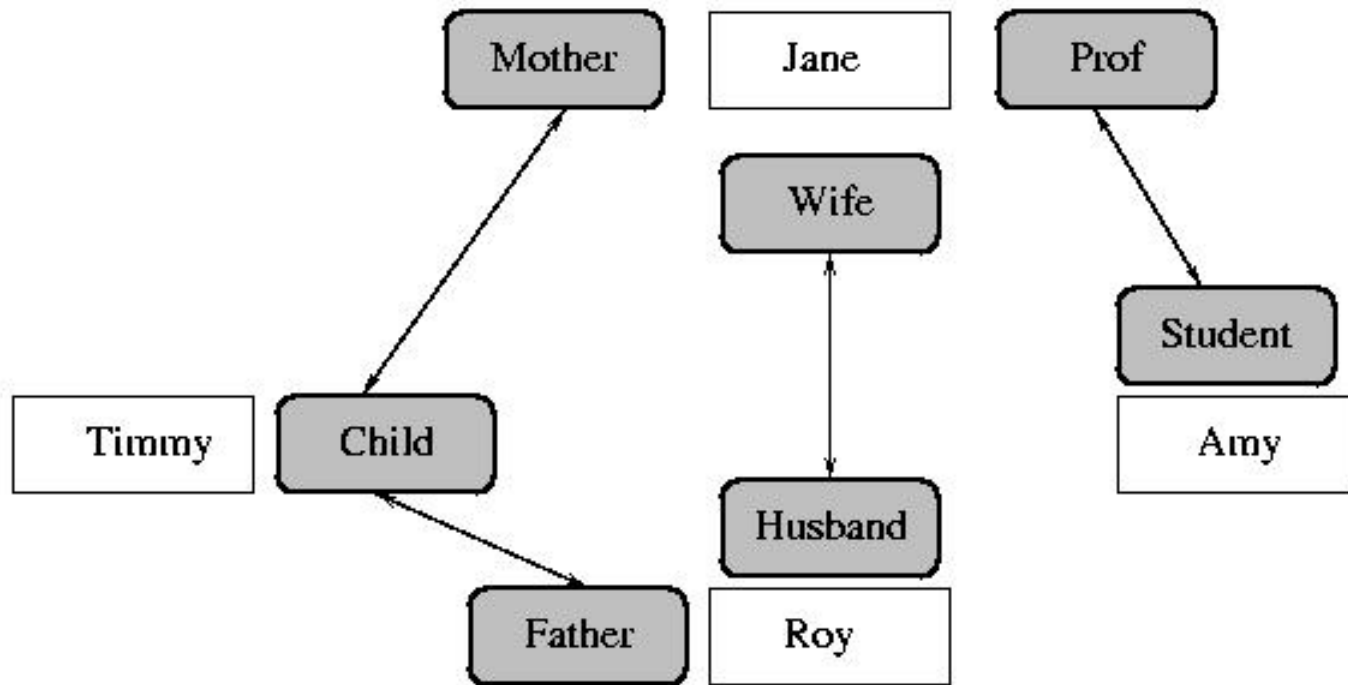 Mother
Jane
Prof
Wife
Student
Timmy
Child
Amy
Husband
Father
Roy